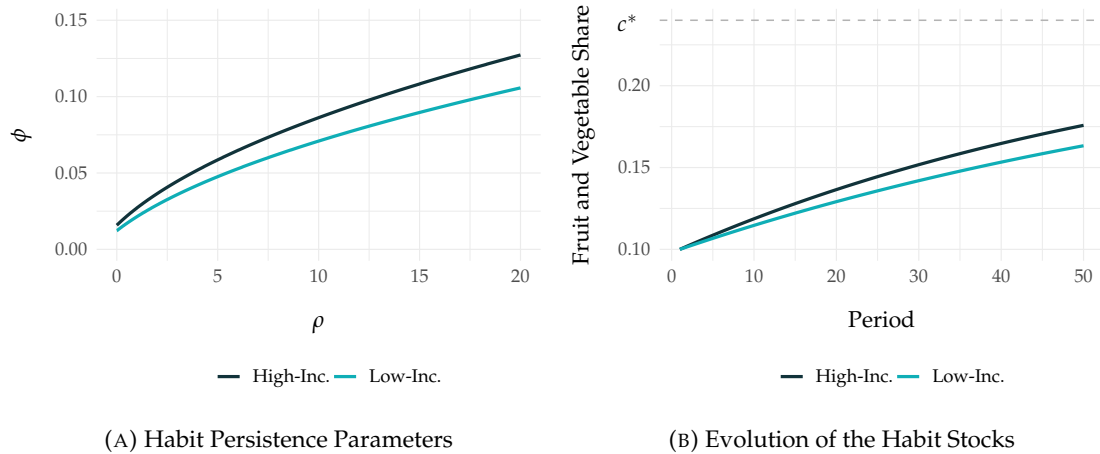 0.15
0.10
0.05
0.00
ϕ
0
5
10
15
20
ρ
High-Inc. Low-Inc.
(A) Habit Persistence Parameters
c*
0.20
0.15
0.10
Fruit and Vegetable Share
0
10
20
30
40
50
Period
High-Inc. Low-Inc.
(B) Evolution of the Habit Stocks